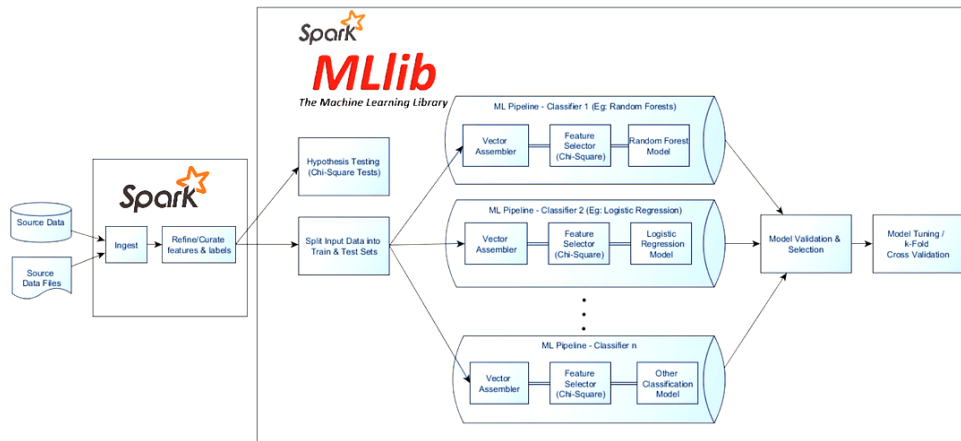 Spark
MLlib
The Machine Learning Library
ML Pipeline - Classifier 1 (Eg: Random Forests)
Vector
Assembler
Feature
Selector
(Chi-Square)
Random Forest
Model
Hypothesis Testing
(Chi-Square Tests)
Spark
Source Data
Source
Data Files
Ingest
Refine/Curate
features & labels
Split Input Data into
Train & Test Sets
ML Pipeline - Classifier 2 (Eg: Logistic Regression)
Vector
Assembler
Feature
Selector
(Chi-Square)
Logistic
Regression
Model
Model Validation &
Selection
Model Tuning /
k-Fold
Cross Validation
ML Pipeline - Classifier n
Vector
Assembler
Feature
Selector
(Chi-Square)
Other
Classification
Model